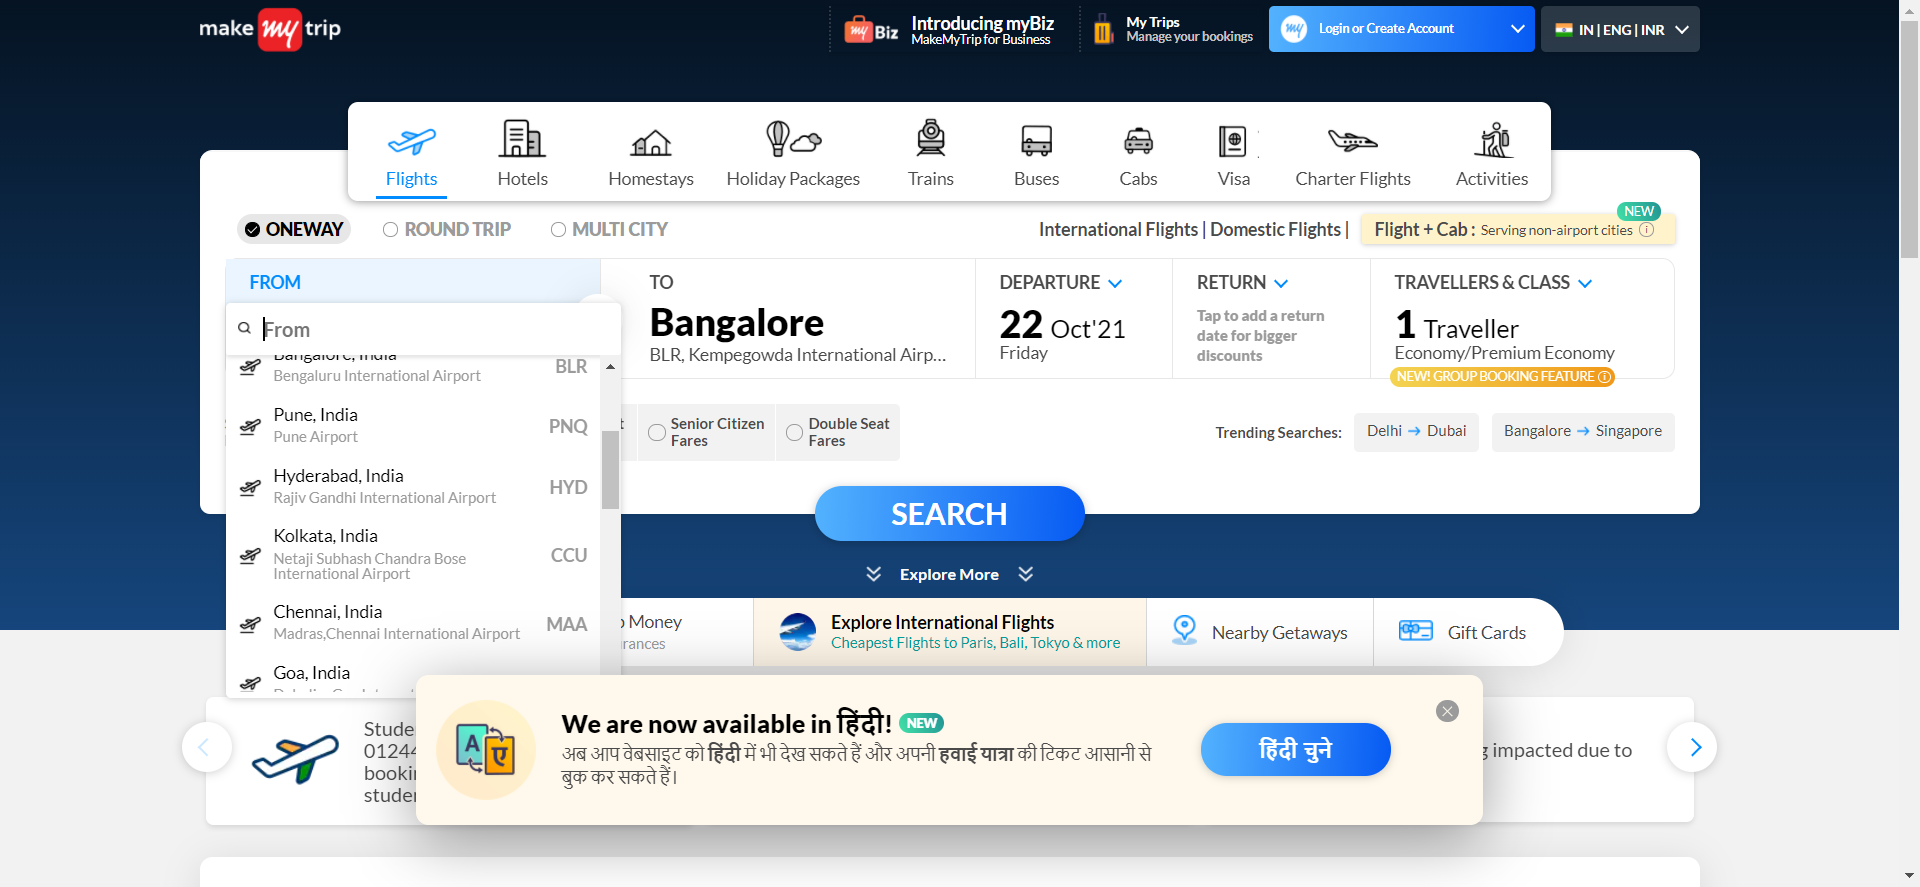 make my trip
myBiz
Introducing myBiz
MakeMyTrip for Business
My Trips
Manage your bookings
my
Login or Create Account
IN | ENG | INR
Flights
Hotels
Homestays
Holiday Packages
Trains
Buses
Cabs
Visa
Charter Flights
Activities
ONEWAY
ROUND TRIP
MULTI CITY
International Flights | Domestic Flights |
NEW
Flight + Cab : Serving non-airport cities
FROM
From
Bangalore, India
Bengaluru International Airport
BLR
Pune, India
Pune Airport
PNQ
Hyderabad, India
Rajiv Gandhi International Airport
HYD
Kolkata, India
Netaji Subhash Chandra Bose
International Airport
CCU
Chennai, India
Madras,Chennai International Airport
MAA
Goa, India
TO
Bangalore
BLR, Kempegowda International Airp...
DEPARTURE
22 Oct'21
Friday
RETURN
Tap to add a return
date for bigger
discounts
TRAVELLERS & CLASS
1 Traveller
Economy/Premium Economy
NEW! GROUP BOOKING FEATURE
Senior Citizen
Fares
Double Seat
Fares
Trending Searches:
Delhi → Dubai
Bangalore → Singapore
SEARCH
Explore More
Money
Explore International Flights
Cheapest Flights to Paris, Bali, Tokyo & more
Nearby Getaways
Gift Cards
01244
impacted due to
A ए
We are now available in हिंदी! NEW
अब आप वेबसाइट को हिंदी में भी देख सकते हैं और अपनी हवाई यात्रा की टिकट आसानी से
बुक कर सकते हैं।
हिंदी चुने